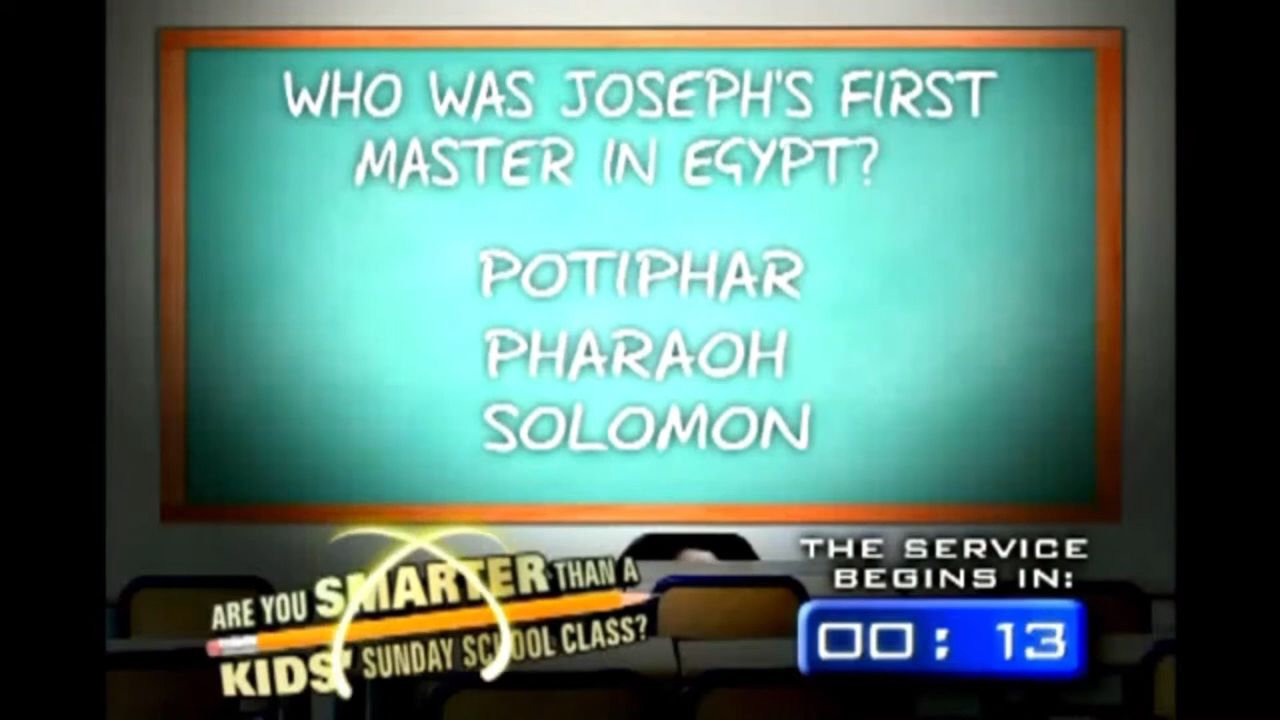 WHO WAS JOSEPH'S FIRST
MASTER IN EGYPT?
POTIPHAR
PHARAOH
SOLOMON
ARE YOU SMARTER THAN A
KIDS' SUNDAY SCHOOL CLASS?
THE SERVICE
BEGINS IN:
00:13